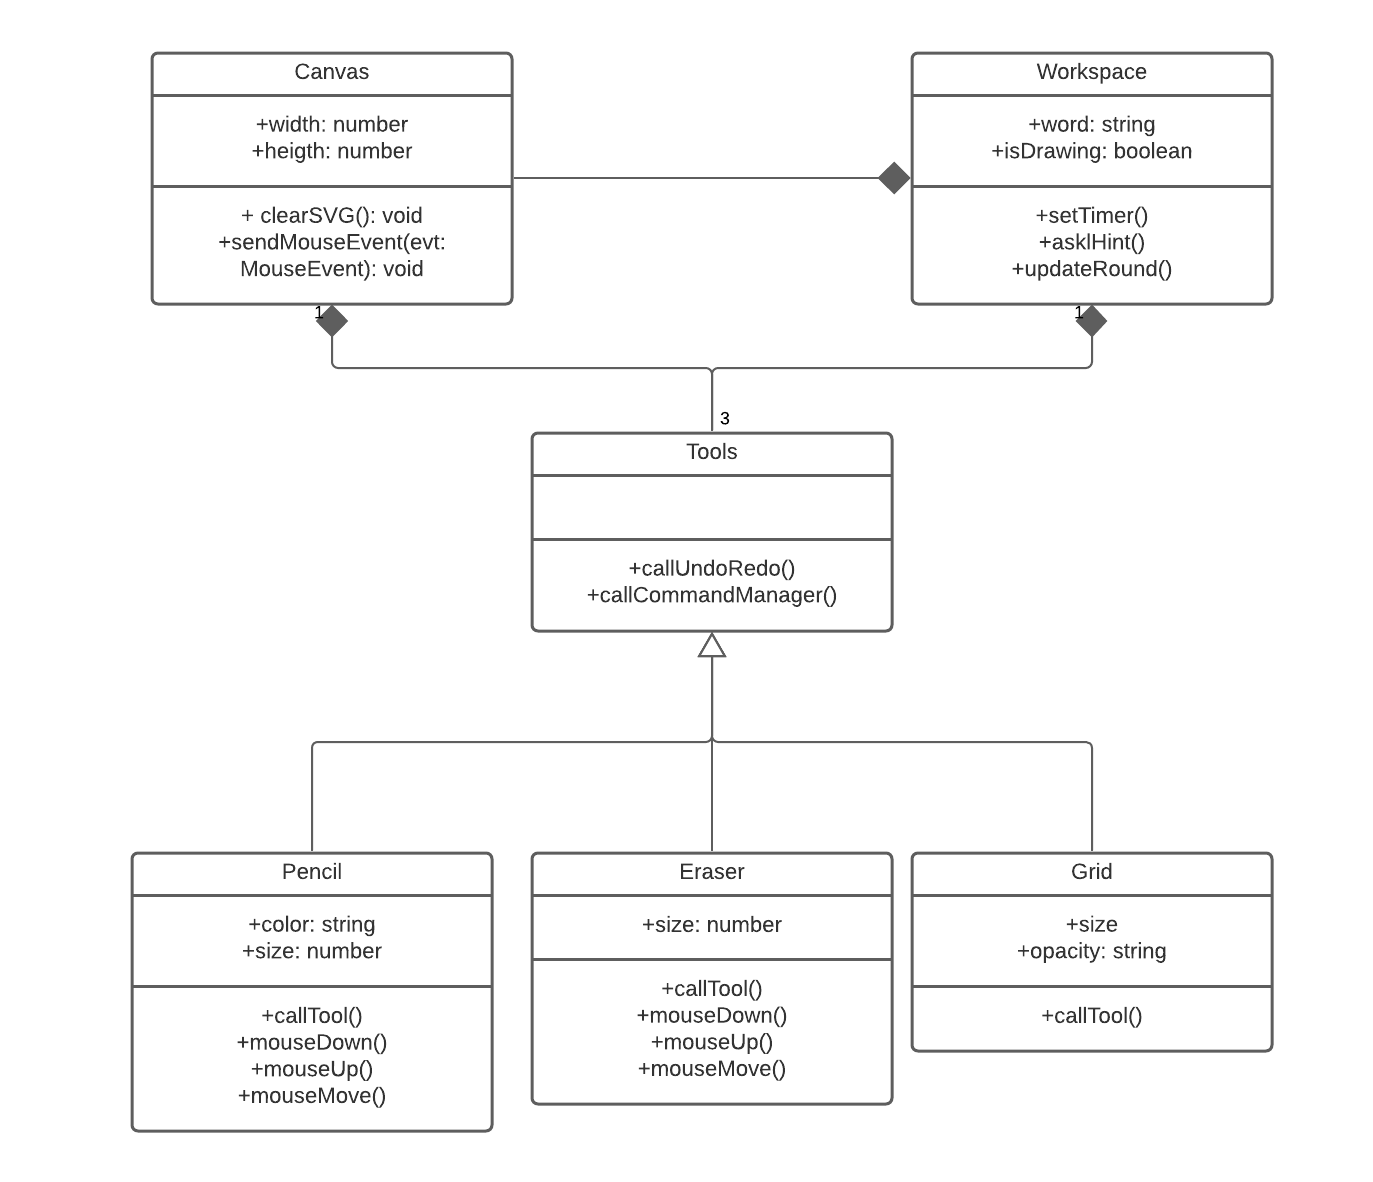 Canvas
+width: number
+heigth: number
+ clearSVG(): void
+sendMouseEvent(evt:
MouseEvent): void
1
Workspace
+word: string
+isDrawing: boolean
+setTimer()
+asklHint()
+updateRound()
1
3
Tools
+callUndoRedo()
+callCommandManager()
Pencil
+color: string
+size: number
+callTool()
+mouseDown()
+mouseUp()
+mouseMove()
Eraser
+size: number
+callTool()
+mouseDown()
+mouseUp()
+mouseMove()
Grid
+size
+opacity: string
+callTool()